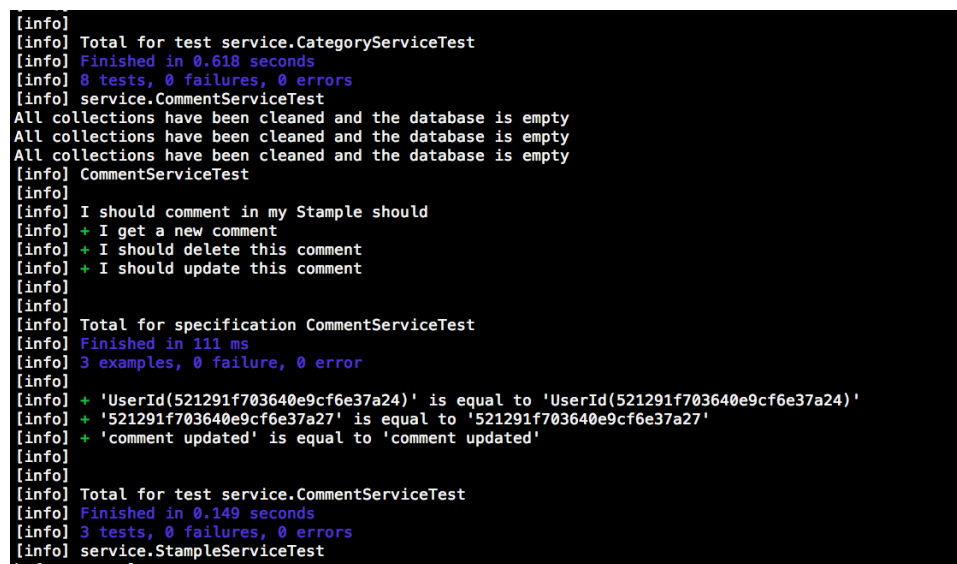 [info]
[info] Total for test service.CategoryServiceTest
[info] Finished in 0.618 seconds
[info] 8 tests, 0 failures, 0 errors
[info] service.CommentServiceTest
All collections have been cleaned and the database is empty
All collections have been cleaned and the database is empty
All collections have been cleaned and the database is empty
[info] CommentServiceTest
[info]
[info] I should comment in my Stample should
[info] + I get a new comment
[info] + I should delete this comment
[info] + I should update this comment
[info]
[info]
[info] Total for specification CommentServiceTest
[info] Finished in 111 ms
[info] 3 examples, 0 failure, 0 error
[info]
[info] + 'UserId(521291f703640e9cf6e37a24)' is equal to 'UserId(521291f703640e9cf6e37a24)'
[info] + '521291f703640e9cf6e37a27' is equal to '521291f703640e9cf6e37a27'
[info] + 'comment updated' is equal to 'comment updated'
[info]
[info]
[info] Total for test service.CommentServiceTest
[info] Finished in 0.149 seconds
[info] 3 tests, 0 failures, 0 errors
[info] service.StampleServiceTest